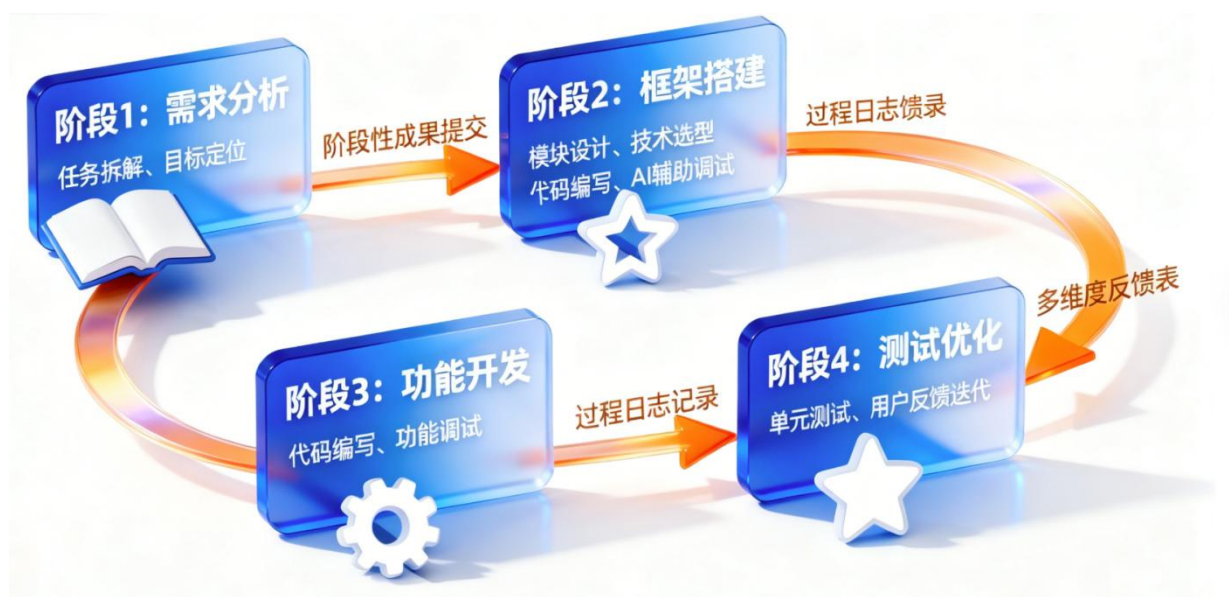 阶段1：需求分析
任务拆解、目标定位
阶段性成果提交
阶段2：框架搭建
模块设计、技术选型
代码编写、AI辅助调试
过程日志馈录
多维度反馈表
阶段3：功能开发
代码编写、功能调试
过程日志记录
阶段4：测试优化
单元测试、用户反馈迭代